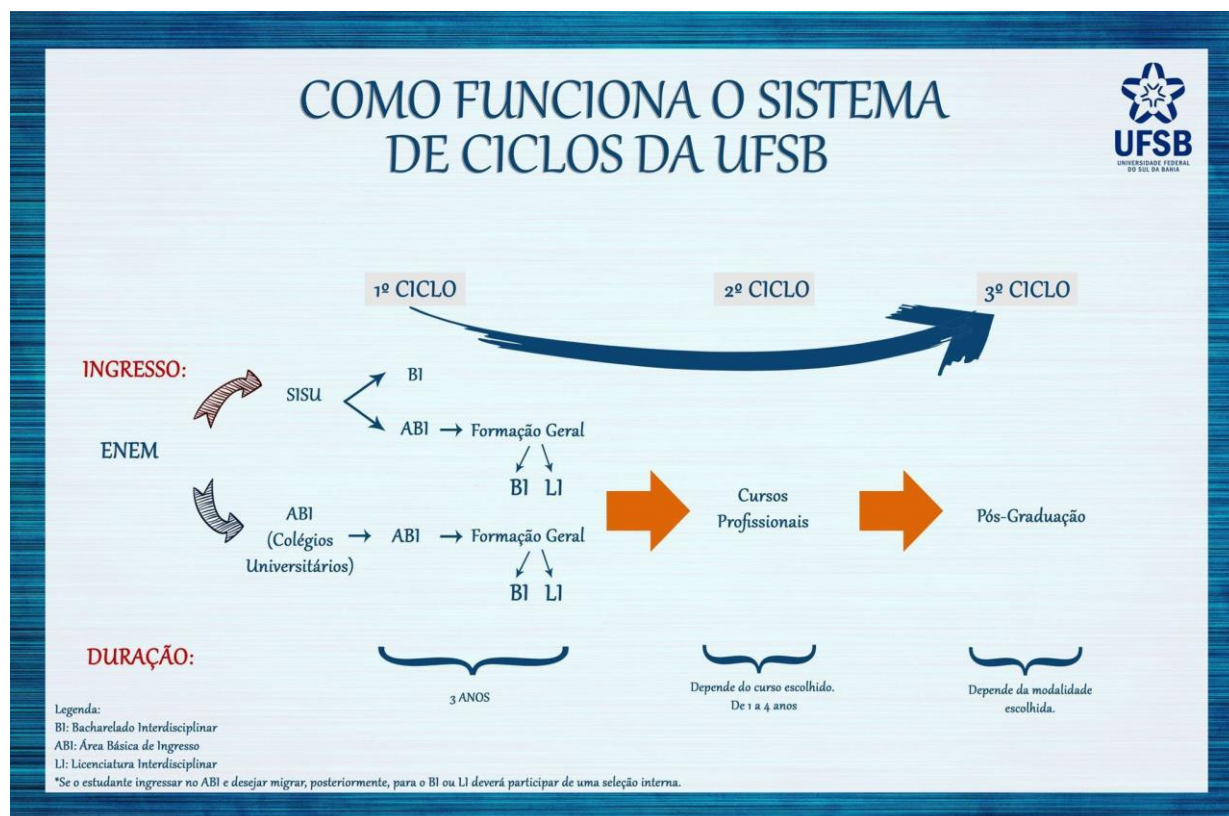 COMO FUNCIONA O SISTEMA
DE CICLOS DA UFSB
UFSB
UNIVERSIDADE FEDERAL
DO SUL DA BAHIA
1º CICLO
2º CICLO
3º CICLO
INGRESSO:
ENEM
SISU
BI
ABI
Formação Geral
BI LI
ABI
(Colégios
Universitários)
ABI
Formação Geral
BI LI
Cursos
Profissionais
Pós-Graduação
DURAÇÃO:
3 ANOS
Depende do curso escolhido.
De 1 a 4 anos
Depende da modalidade
escolhida.
Legenda:
BI: Bacharelado Interdisciplinar
ABI: Área Básica de Ingresso
LI: Licenciatura Interdisciplinar
*Se o estudante ingressar no ABI e desejar migrar, posteriormente, para o BI ou LI deverá participar de uma seleção interna.